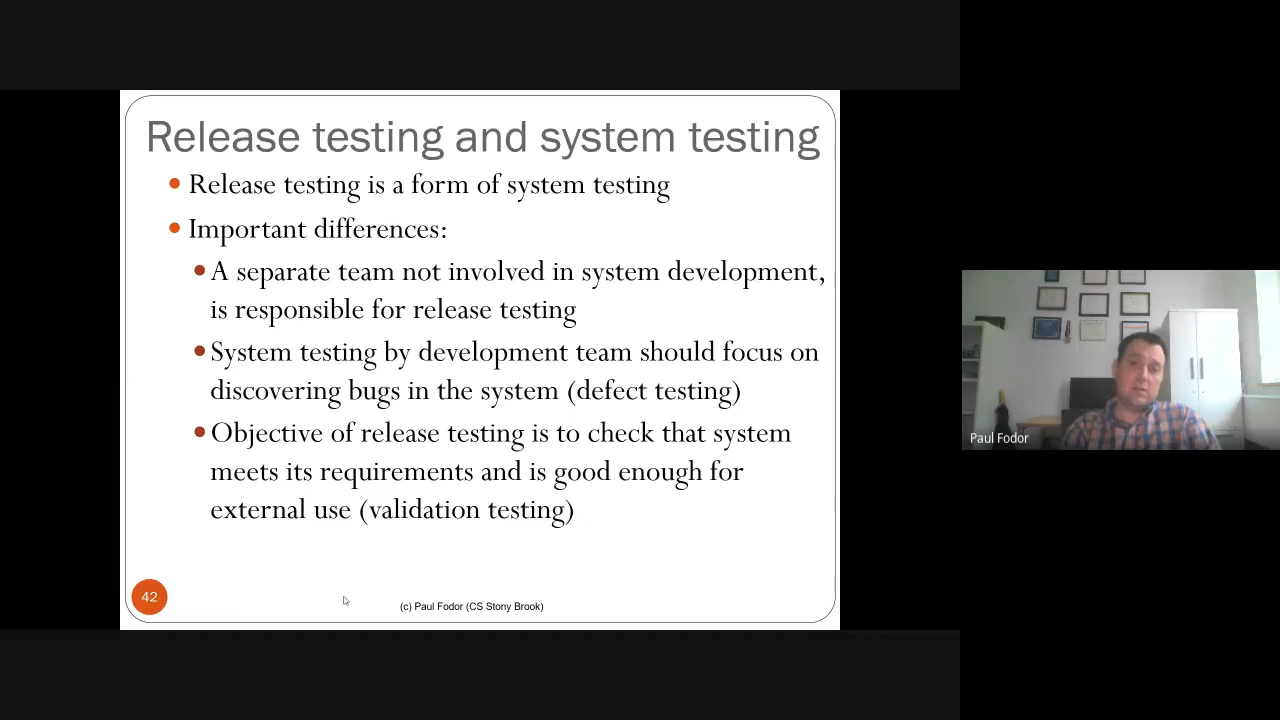 Release testing and system testing
Release testing is a form of system testing
Important differences:
A separate team not involved in system development,
is responsible for release testing
System testing by development team should focus on
discovering bugs in the system (defect testing)
Objective of release testing is to check that system
meets its requirements and is good enough for
external use (validation testing)
42
(c) Paul Fodor (CS Stony Brook)
Paul Fodor